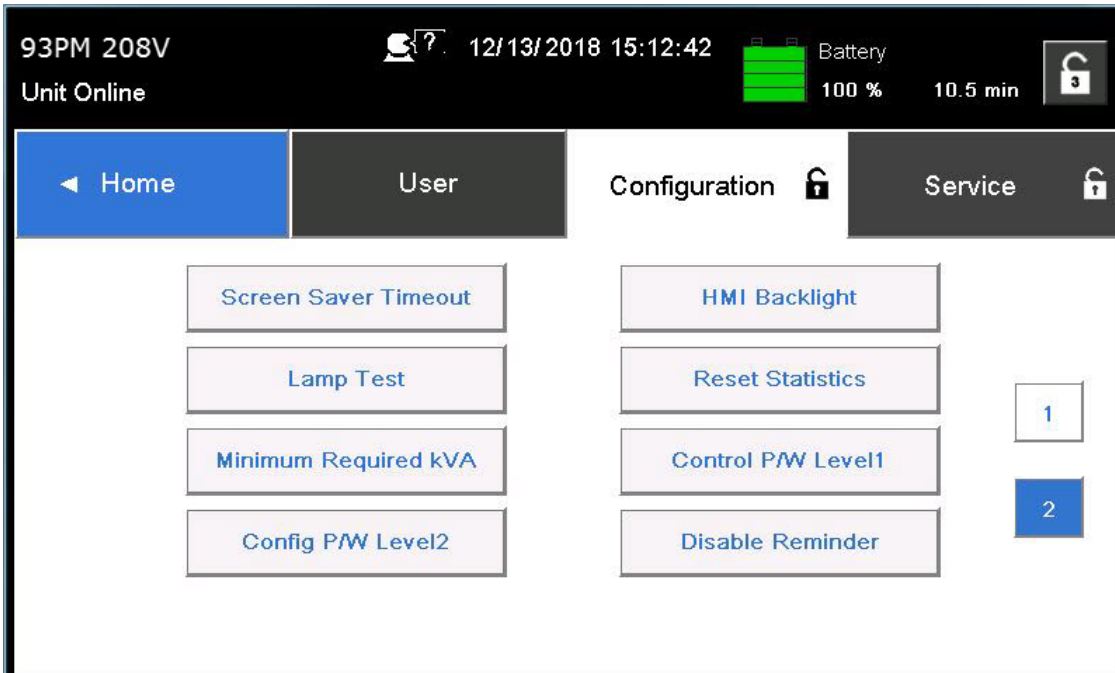 93PM 208V
? 12/13/2018 15:12:42
Battery
Unit Online
100 % 10.5 min
3
◄ Home
User
Configuration
Service
Screen Saver Timeout
HMI Backlight
Lamp Test
Reset Statistics
1
Minimum Required kVA
Control P/W Level1
2
Config P/W Level2
Disable Reminder